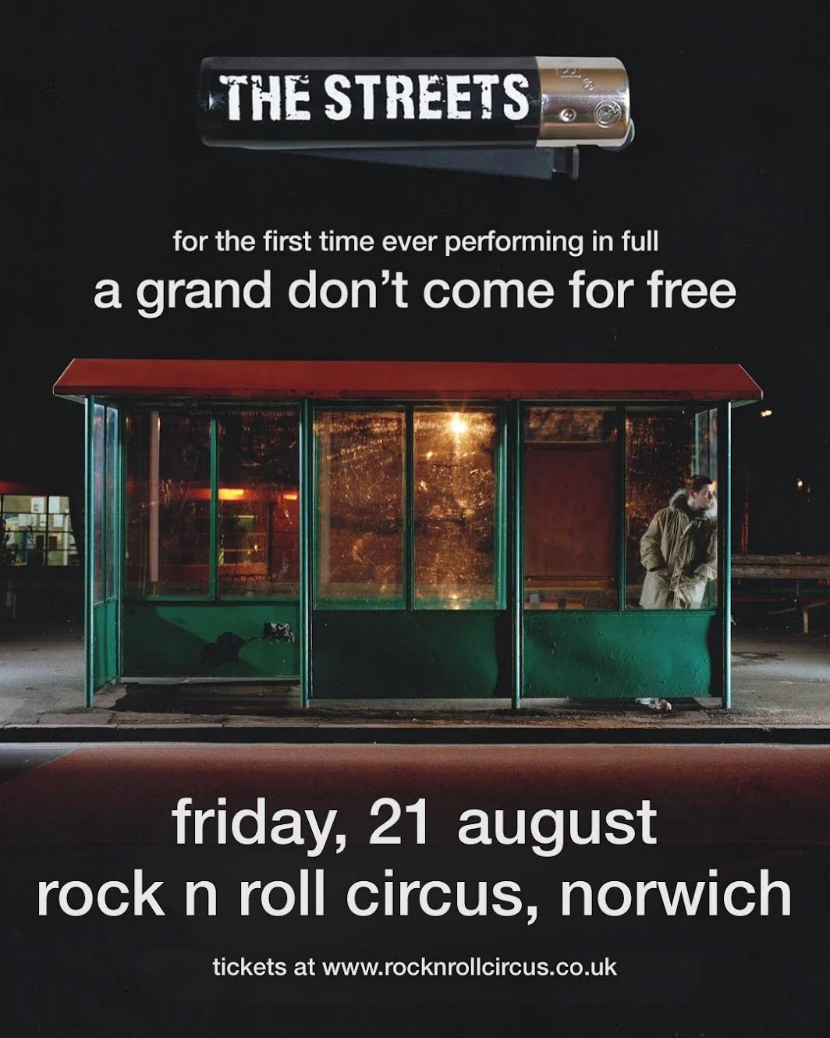 THE STREETS
for the first time ever performing in full
a grand don't come for free
friday, 21 august
rock n roll circus, norwich
tickets at www.rocknrollcircus.co.uk